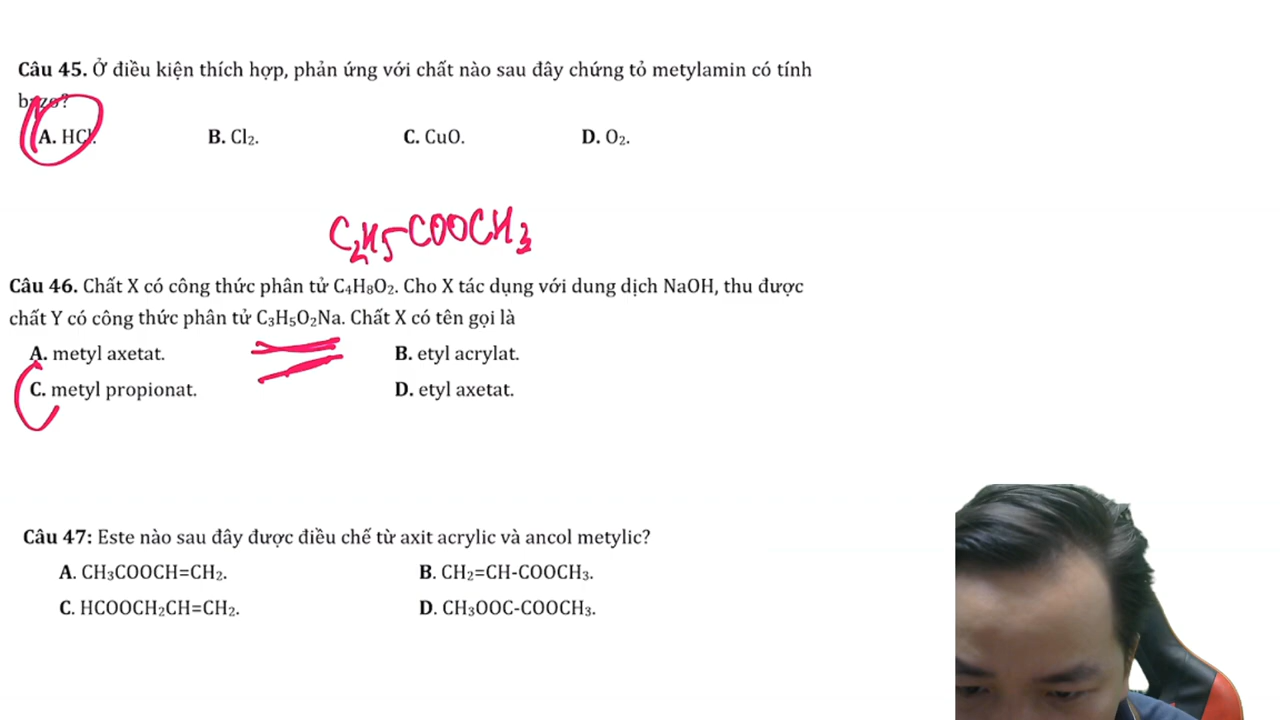 Câu 45. Ở điều kiện thích hợp, phản ứng với chất nào sau đây chứng tỏ metylamin có tính
bazơ?
A. HCl. B. Cl₂. C. CuO. D. O₂.
C₂H₅-COOCH₃
Câu 46. Chất X có công thức phân tử C₄H₈O₂. Cho X tác dụng với dung dịch NaOH, thu được
chất Y có công thức phân tử C₃H₅O₂Na. Chất X có tên gọi là
A. metyl axetat. B. etyl acrylat.
C. metyl propionat. D. etyl axetat.
Câu 47: Este nào sau đây được điều chế từ axit acrylic và ancol metylic?
A. CH₃COOCH=CH₂. B. CH₂=CH-COOCH₃.
C. HCOOCH₂CH=CH₂. D. CH₃OOC-COOCH₃.